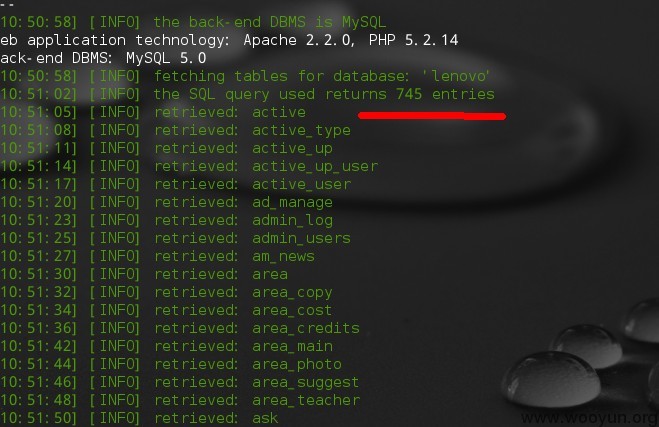 --
10:50:58] [INFO] the back-end DBMS is MySQL
eb application technology: Apache 2.2.0, PHP 5.2.14
ack-end DBMS: MySQL 5.0
10:50:58] [INFO] fetching tables for database: 'lenovo'
10:51:02] [INFO] the SQL query used returns 745 entries
10:51:05] [INFO] retrieved: active
10:51:08] [INFO] retrieved: active_type
10:51:11] [INFO] retrieved: active_up
10:51:14] [INFO] retrieved: active_up_user
10:51:17] [INFO] retrieved: active_user
10:51:20] [INFO] retrieved: ad_manage
10:51:23] [INFO] retrieved: admin_log
10:51:25] [INFO] retrieved: admin_users
10:51:27] [INFO] retrieved: am_news
10:51:30] [INFO] retrieved: area
10:51:32] [INFO] retrieved: area_copy
10:51:34] [INFO] retrieved: area_cost
10:51:36] [INFO] retrieved: area_credits
10:51:42] [INFO] retrieved: area_main
10:51:44] [INFO] retrieved: area_photo
10:51:46] [INFO] retrieved: area_suggest
10:51:48] [INFO] retrieved: area_teacher
10:51:50] [INFO] retrieved: ask
www.wooyun.org